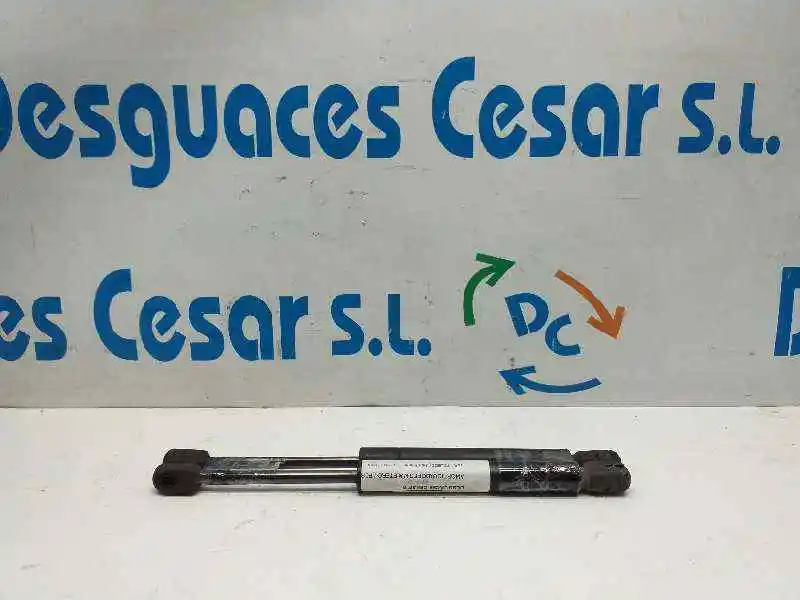 Desguaces Cesar S.L.
es Cesar S.L.
DC
D